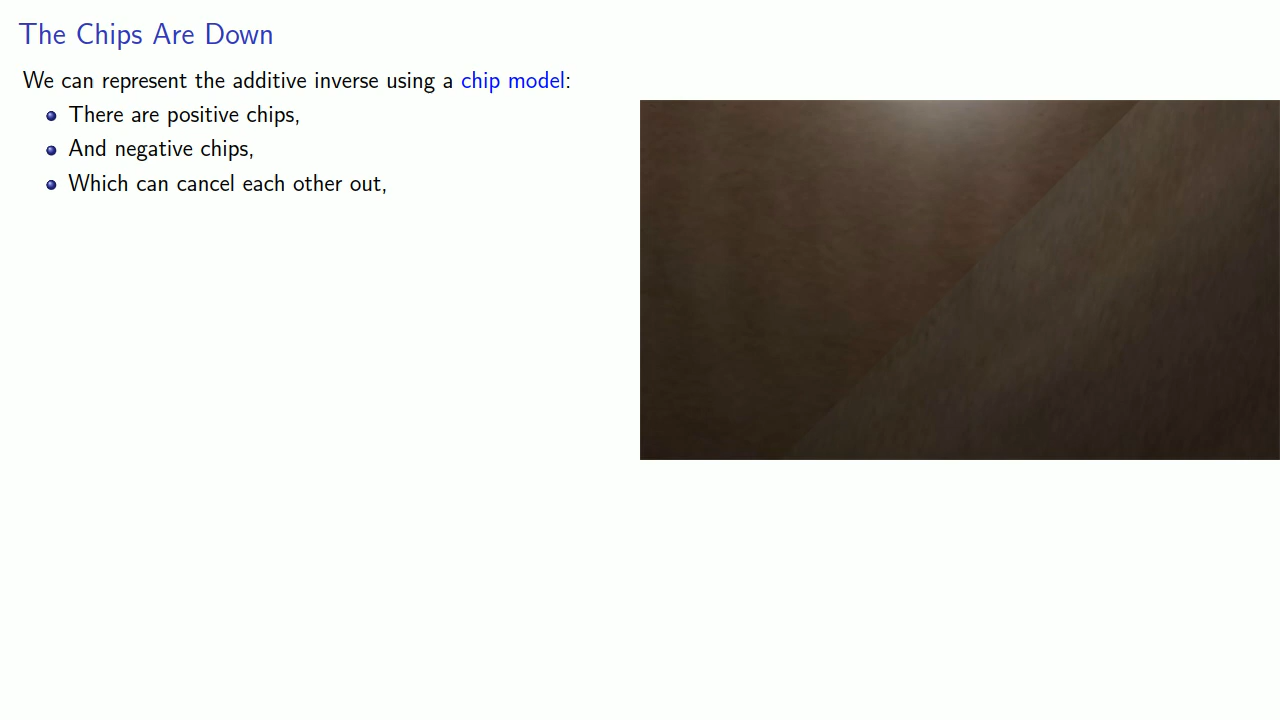 The Chips Are Down
We can represent the additive inverse using a chip model:
There are positive chips,
And negative chips,
Which can cancel each other out,